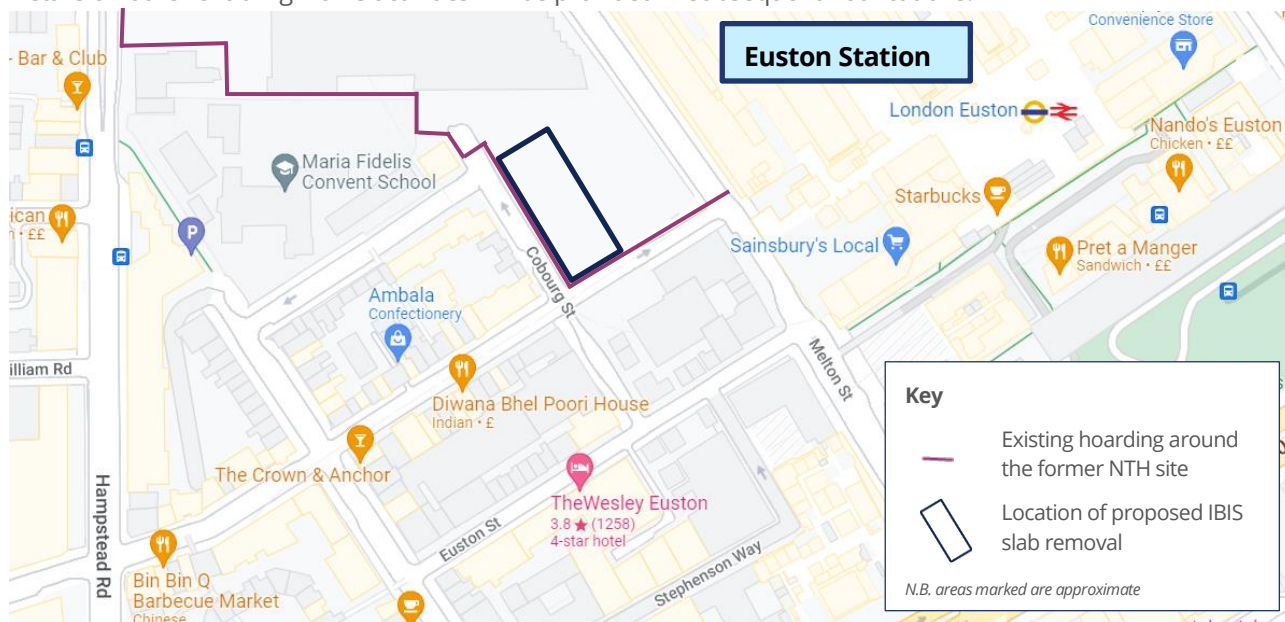 - Bar & Club
Euston Station
Convenience Store
London Euston
Nando's Euston
Chicken • ££
Maria Fidelis
Convent School
Starbucks
ican
n • ££
P
Sainsbury's Local
Pret a Manger
Sandwich • ££
Cobourg St
Ambala
Confectionery
illiam Rd
Melton St
Diwana Bhel Poori House
Indian • £
The Crown & Anchor
Hampstead Rd
TheWesley Euston
3.8 ★ (1258)
4-star hotel
Euston St
Stephenson Way
Bin Bin Q
Barbecue Market
Chinese
Key
Existing hoarding around
the former NTH site
Location of proposed IBIS
slab removal
N.B. areas marked are approximate